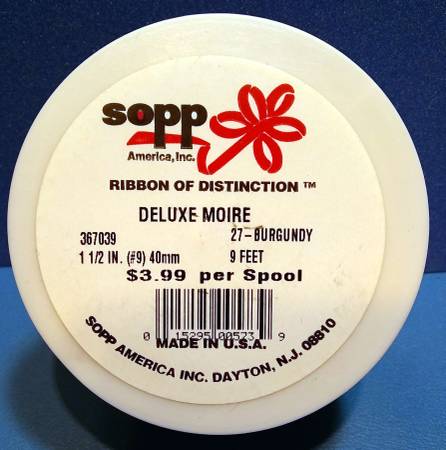 sopp
America, Inc.
RIBBON OF DISTINCTION ™
DELUXE MOIRE
367039 27-BURGUNDY
1 1/2 IN. (#9) 40mm 9 FEET
$3.99 per Spool
0 15295 00523 9
MADE IN U.S.A.
SOPP AMERICA INC. DAYTON, N.J. 08810